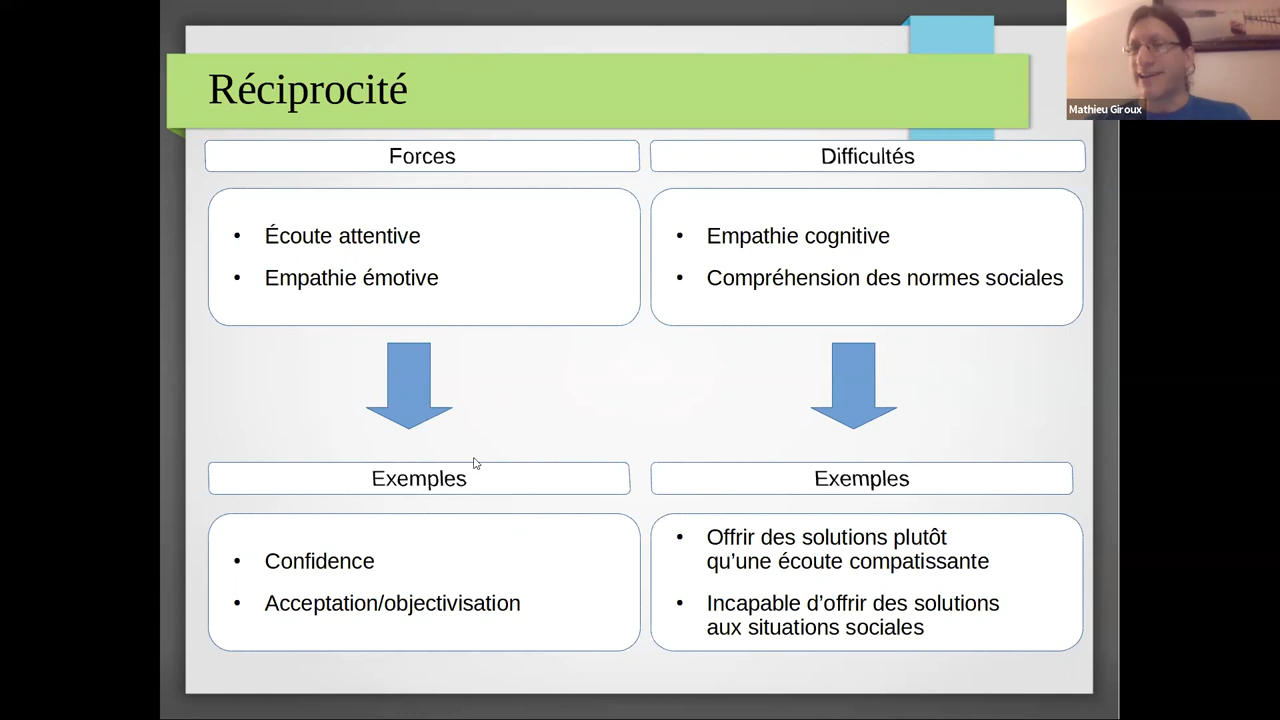 Réciprocité
Mathieu Giroux
Forces
Écoute attentive
Empathie émotive
Exemples
Confidence
Acceptation/objectivisation
Difficultés
Empathie cognitive
Compréhension des normes sociales
Exemples
Offrir des solutions plutôt
qu’une écoute compatissante
Incapable d’offrir des solutions
aux situations sociales